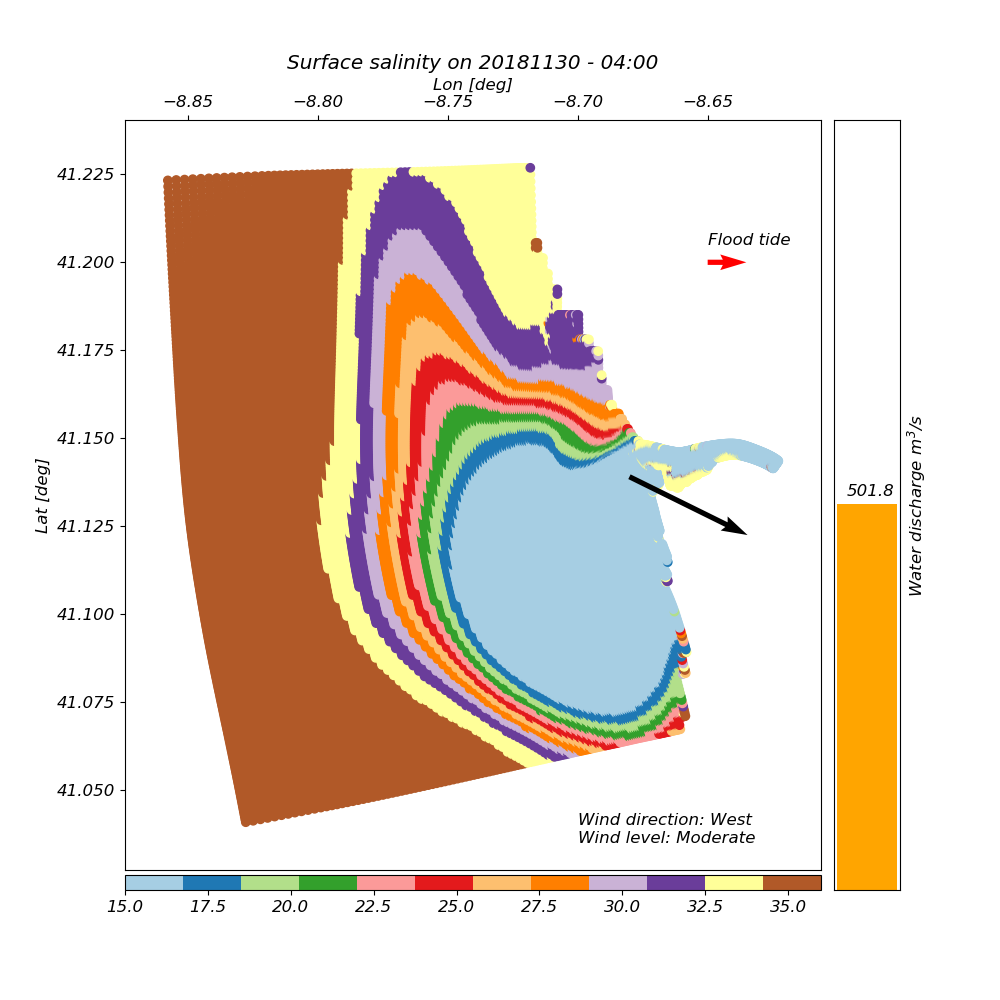 Surface salinity on 20181130 - 04:00
Lon [deg]
−8.85 −8.80 −8.75 −8.70 −8.65
41.225
41.200
41.175
41.150
41.125
41.100
41.075
41.050
Lat [deg]
Flood tide
Wind direction: West
Wind level: Moderate
501.8
Water discharge m³/s
15.0 17.5 20.0 22.5 25.0 27.5 30.0 32.5 35.0